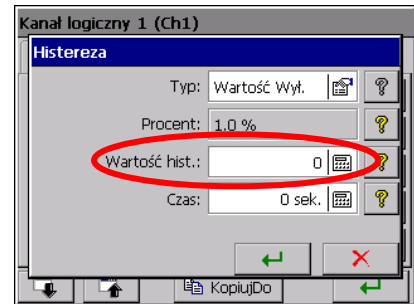 Kanał logiczny 1 (Ch1)
Histereza
Typ: Wartość Wył.
Procent: 1.0 %
Wartość hist.: 0
Czas: 0 sek.
KopiujDo